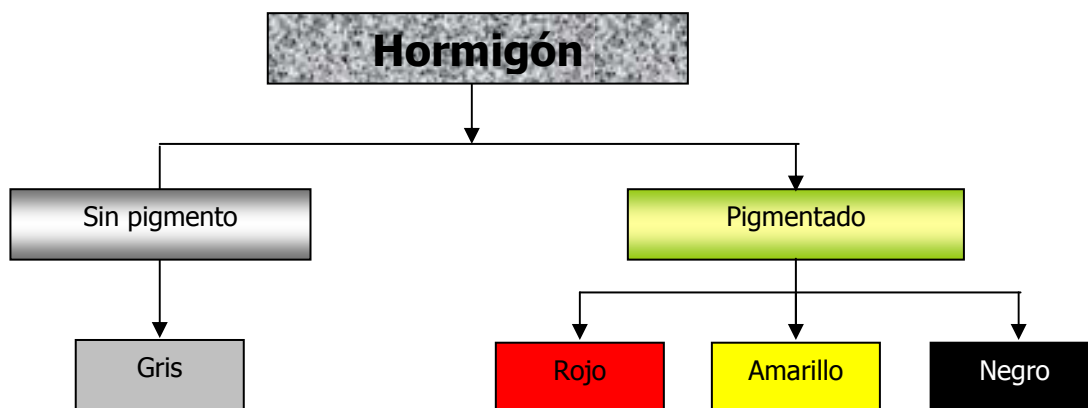 Hormigón
Sin pigmento
Pigmentado
Gris
Rojo
Amarillo
Negro